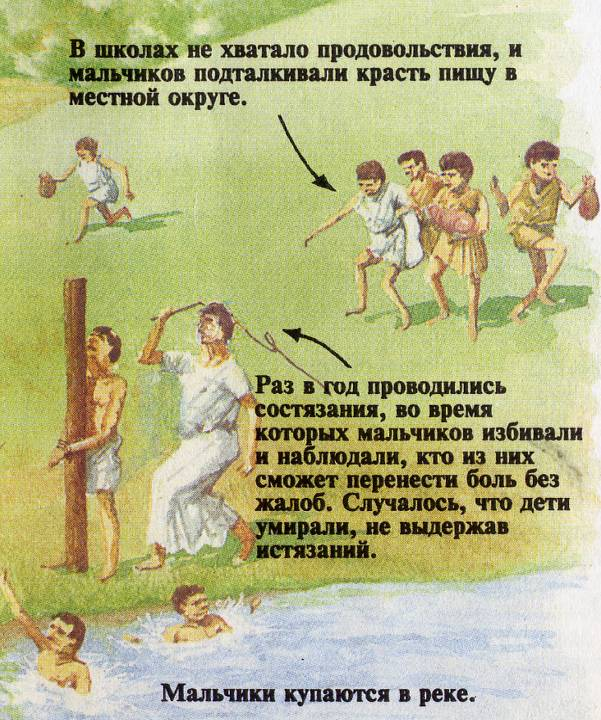 В школах не хватало продовольствия, и
мальчиков подталкивали красть пищу в
местной округе.
Раз в год проводились
состязания, во время
которых мальчиков избивали
и наблюдали, кто из них
сможет перенести боль без
жалоб. Случалось, что дети
умирали, не выдержав
истязаний.
Мальчики купаются в реке.